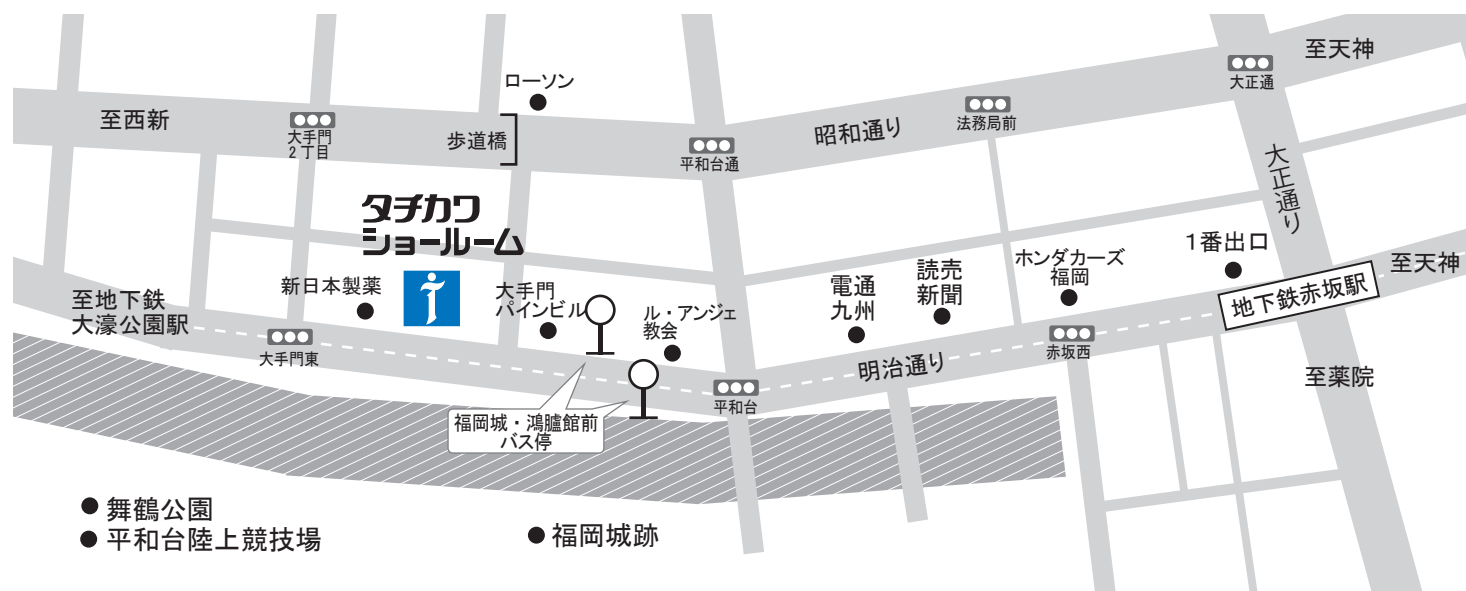 至天神
大正通
ローソン
法務局前
至西新
大手門
2丁目
歩道橋
昭和通り
平和台通
大正通り
タチカワ
ショールーム
1番出口
至天神
ホンダカーズ
福岡
読売
新聞
電通
九州
新日本製薬
大手門
パインビル
ル・アンジェ
教会
至地下鉄
大濠公園駅
地下鉄赤坂駅
大手門東
赤坂西
明治通り
至薬院
平和台
福岡城・鴻臚館前
バス停
舞鶴公園
平和台陸上競技場
福岡城跡